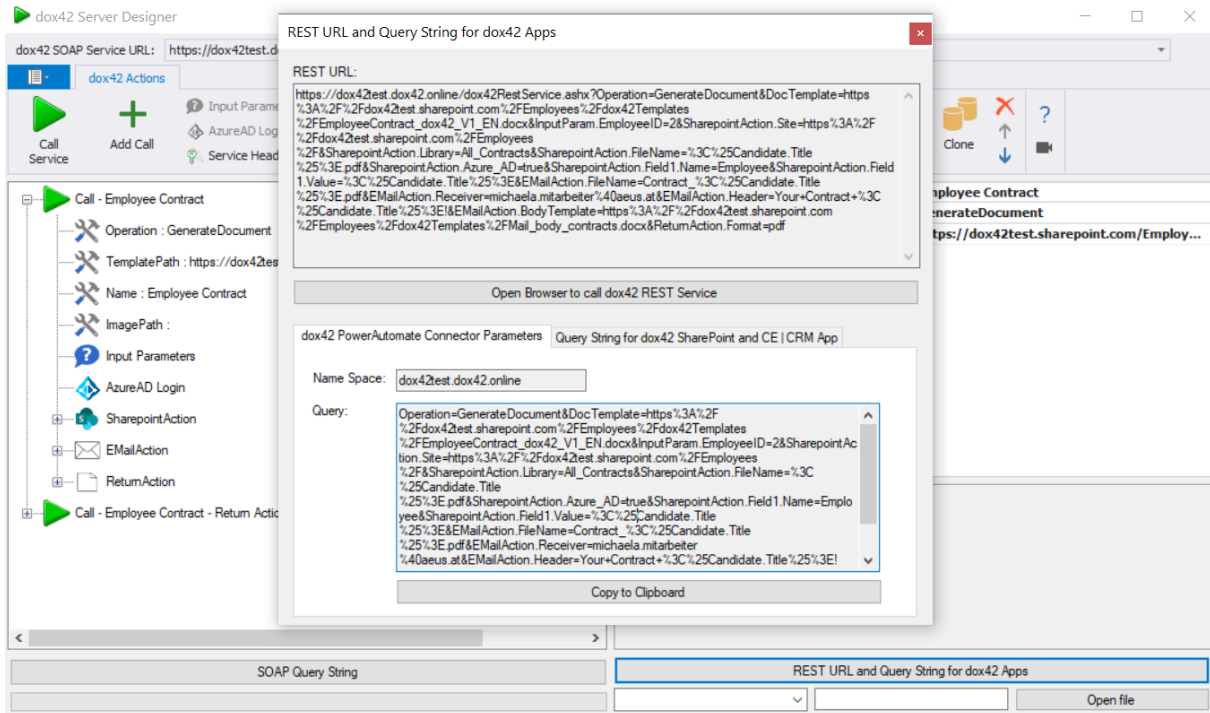 dox42 Server Designer
dox42 SOAP Service URL:
https://dox42test.d
dox42 Actions
Call
Service
Add Call
Input Parame
AzureAD Log
Service Head
Clone
?
Call - Employee Contract
Operation : GenerateDocument
TemplatePath : https://dox42tes
Name : Employee Contract
ImagePath :
Input Parameters
AzureAD Login
SharepointAction
EMailAction
ReturnAction
Call - Employee Contract - Return Actio
mployee Contract
enerateDocument
tps://dox42test.sharepoint.com/Employ...
REST URL and Query String for dox42 Apps
REST URL:
https://dox42test.dox42.online/dox42RestService.ashx?Operation=GenerateDocument&DocTemplate=https
%3A%2F%2Fdox42test.sharepoint.com%2FEmployees%2Fdox42Templates
%2FEmployeeContract_dox42_V1_EN.docx&InputParam.EmployeeID=2&SharepointAction.Site=https%3A%2F
%2Fdox42test.sharepoint.com%2FEmployees
%2F&SharepointAction.Library=All_Contracts&SharepointAction.FileName=%3C%25Candidate.Title
%25%3E.pdf&SharepointAction.Azure_AD=true&SharepointAction.Field1.Name=Employee&SharepointAction.Field
1.Value=%3C%25Candidate.Title%25%3E&EMailAction.FileName=Contract_%3C%25Candidate.Title
%25%3E.pdf&EMailAction.Receiver=michaela.mitarbeiter%40aeus.at&EMailAction.Header=Your+Contract+%3C
%25Candidate.Title%25%3E!&EMailAction.BodyTemplate=https%3A%2F%2Fdox42test.sharepoint.com
%2FEmployees%2Fdox42Templates%2FMail_body_contracts.docx&ReturnAction.Format=pdf
Open Browser to call dox42 REST Service
dox42 PowerAutomate Connector Parameters
Query String for dox42 SharePoint and CE | CRM App
Name Space:
dox42test.dox42.online
Query:
Operation=GenerateDocument&DocTemplate=https%3A%2F
%2Fdox42test.sharepoint.com%2FEmployees%2Fdox42Templates
%2FEmployeeContract_dox42_V1_EN.docx&InputParam.EmployeeID=2&SharepointAc
tion.Site=https%3A%2F%2Fdox42test.sharepoint.com%2FEmployees
%2F&SharepointAction.Library=All_Contracts&SharepointAction.FileName=%3C
%25Candidate.Title
%25%3E.pdf&SharepointAction.Azure_AD=true&SharepointAction.Field1.Name=Emplo
yee&SharepointAction.Field1.Value=%3C%25Candidate.Title
%25%3E&EMailAction.FileName=Contract_%3C%25Candidate.Title
%25%3E.pdf&EMailAction.Receiver=michaela.mitarbeiter
%40aeus.at&EMailAction.Header=Your+Contract+%3C%25Candidate.Title%25%3E!
Copy to Clipboard
SOAP Query String
REST URL and Query String for dox42 Apps
Open file